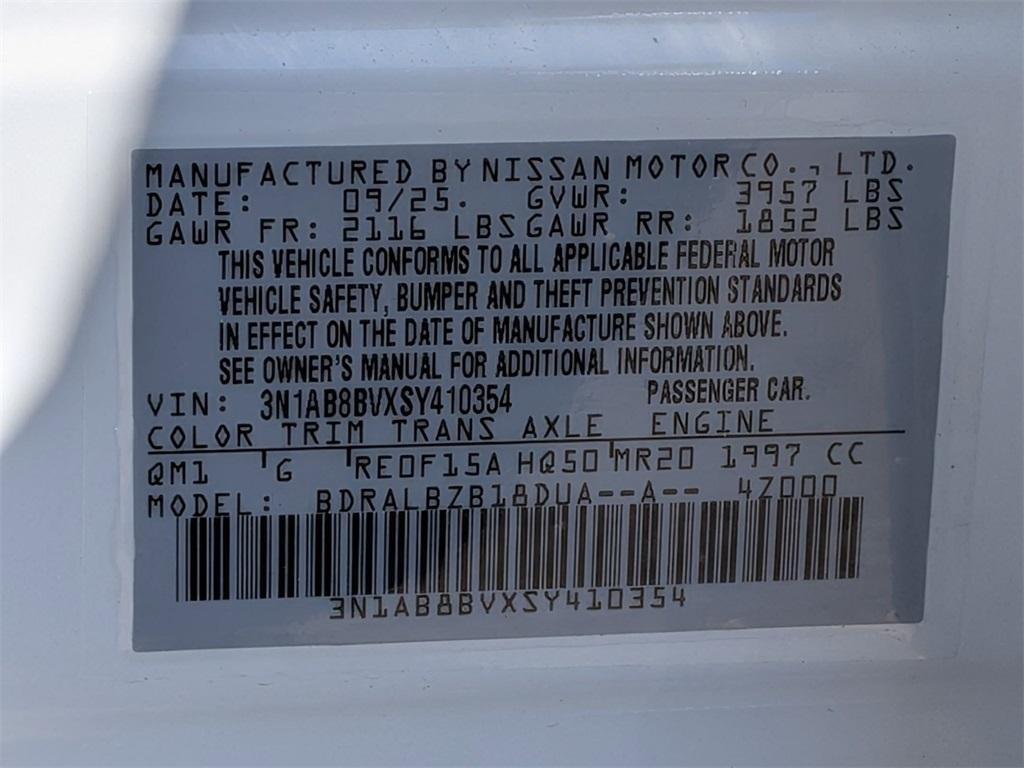 MANUFACTURED BY NISSAN MOTOR CO., LTD.
DATE: 09/25. GVWR: 3957 LBS
GAWR FR: 2116 LBS GAWR RR: 1852 LBS
THIS VEHICLE CONFORMS TO ALL APPLICABLE FEDERAL MOTOR
VEHICLE SAFETY, BUMPER AND THEFT PREVENTION STANDARDS
IN EFFECT ON THE DATE OF MANUFACTURE SHOWN ABOVE.
SEE OWNER'S MANUAL FOR ADDITIONAL INFORMATION.
VIN: 3N1AB8BVXSY410354 PASSENGER CAR.
COLOR TRIM TRANS AXLE ENGINE
QM1 G RE0F15A HQ50 MR20 1997 CC
MODEL: BDRALBZB18DUA--A-- 4Z000
3N1AB8BVXSY410354